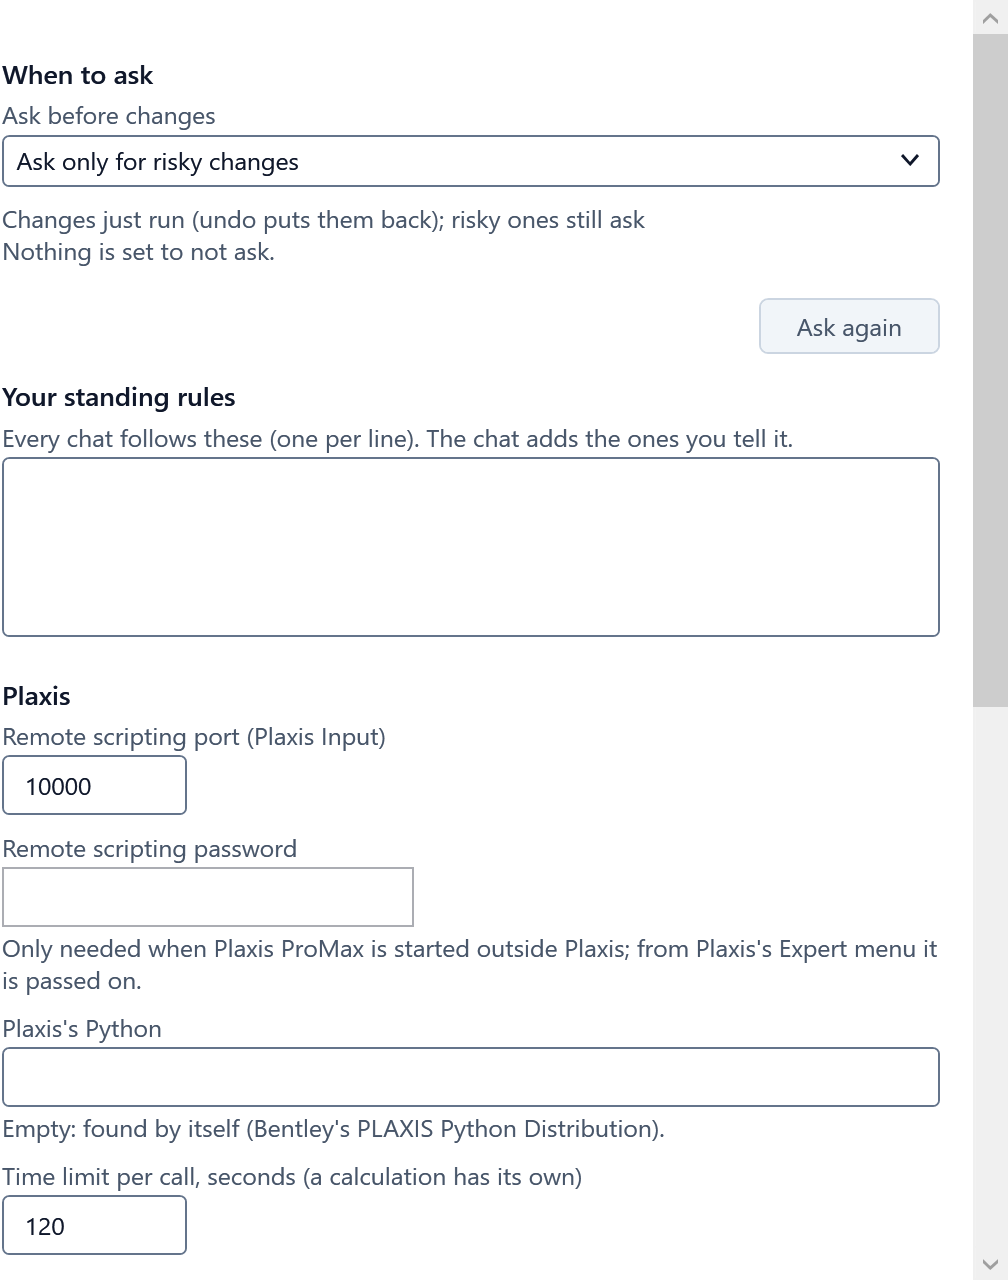 When to ask
Ask before changes
Ask only for risky changes
Changes just run (undo puts them back); risky ones still ask
Nothing is set to not ask.
Ask again
Your standing rules
Every chat follows these (one per line). The chat adds the ones you tell it.
Plaxis
Remote scripting port (Plaxis Input)
10000
Remote scripting password
Only needed when Plaxis ProMax is started outside Plaxis; from Plaxis's Expert menu it
is passed on.
Plaxis's Python
Empty: found by itself (Bentley's PLAXIS Python Distribution).
Time limit per call, seconds (a calculation has its own)
120